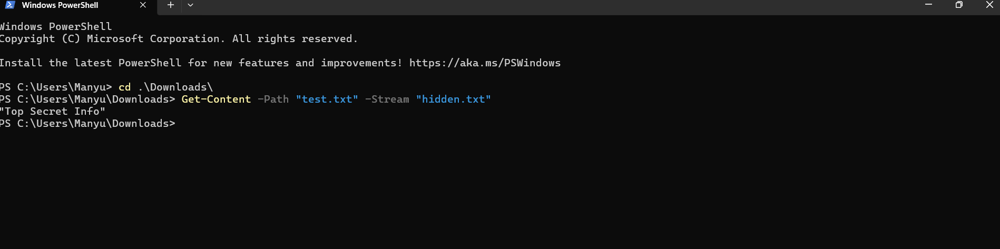 Windows PowerShell
Windows PowerShell
Copyright (C) Microsoft Corporation. All rights reserved.
Install the latest PowerShell for new features and improvements! https://aka.ms/PSWindows
PS C:\Users\Manyu> cd .\Downloads\
PS C:\Users\Manyu\Downloads> Get-Content -Path "test.txt" -Stream "hidden.txt"
"Top Secret Info"
PS C:\Users\Manyu\Downloads>